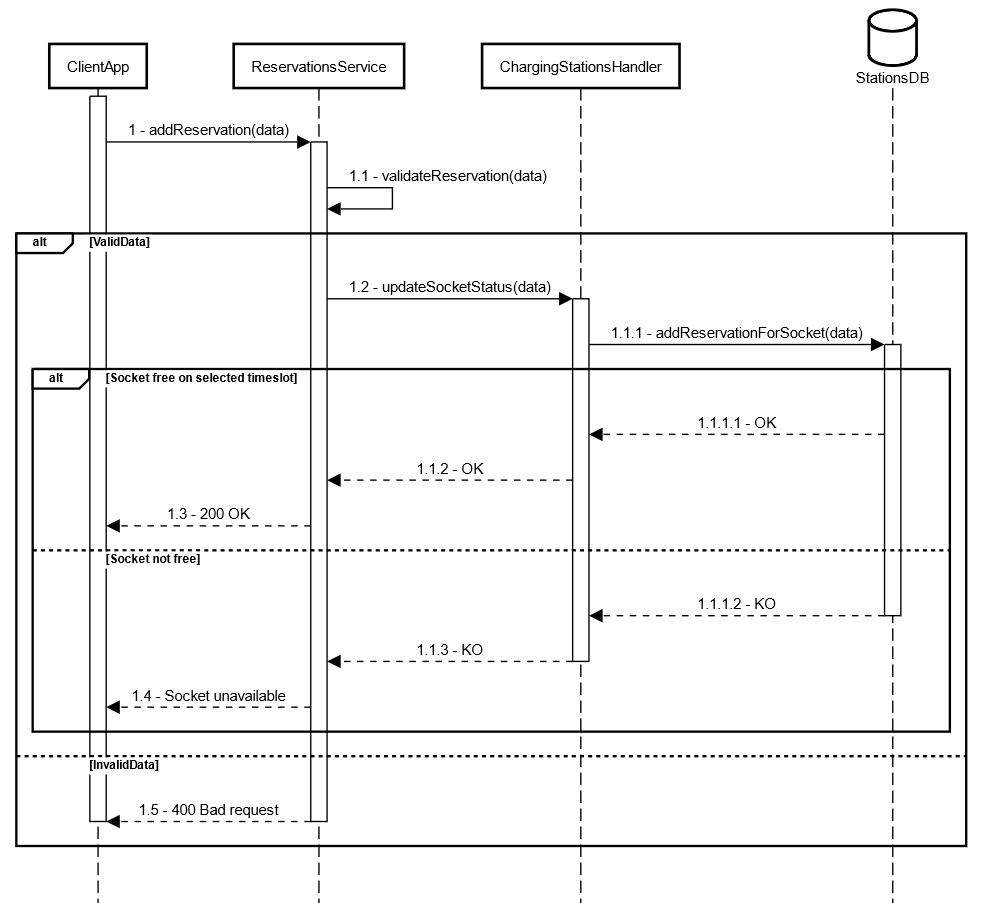 ClientApp
ReservationsService
ChargingStationsHandler
StationsDB
1 - addReservation(data)
1.1 - validateReservation(data)
alt
[ValidData]
1.2 - updateSocketStatus(data)
1.1.1 - addReservationForSocket(data)
alt
[Socket free on selected timeslot]
1.1.1.1 - OK
1.1.2 - OK
1.3 - 200 OK
[Socket not free]
1.1.1.2 - KO
1.1.3 - KO
1.4 - Socket unavailable
[InvalidData]
1.5 - 400 Bad request